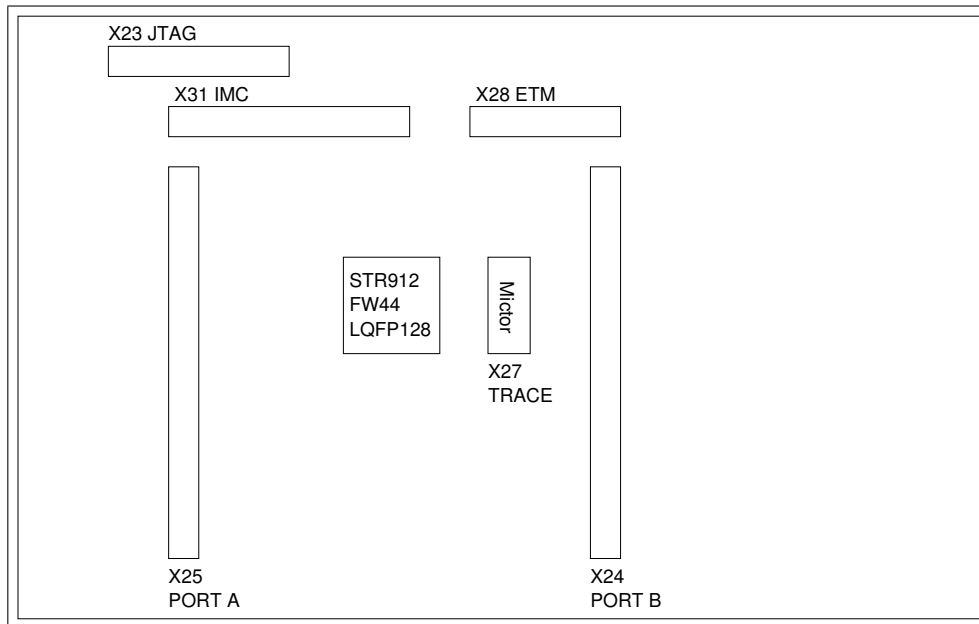 X23 JTAG
X31 IMC
X28 ETM
STR912
FW44
LQFP128
Mictor
X27
TRACE
X25
PORT A
X24
PORT B